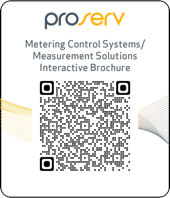 proserv
Metering Control Systems/
Measurement Solutions
Interactive Brochure